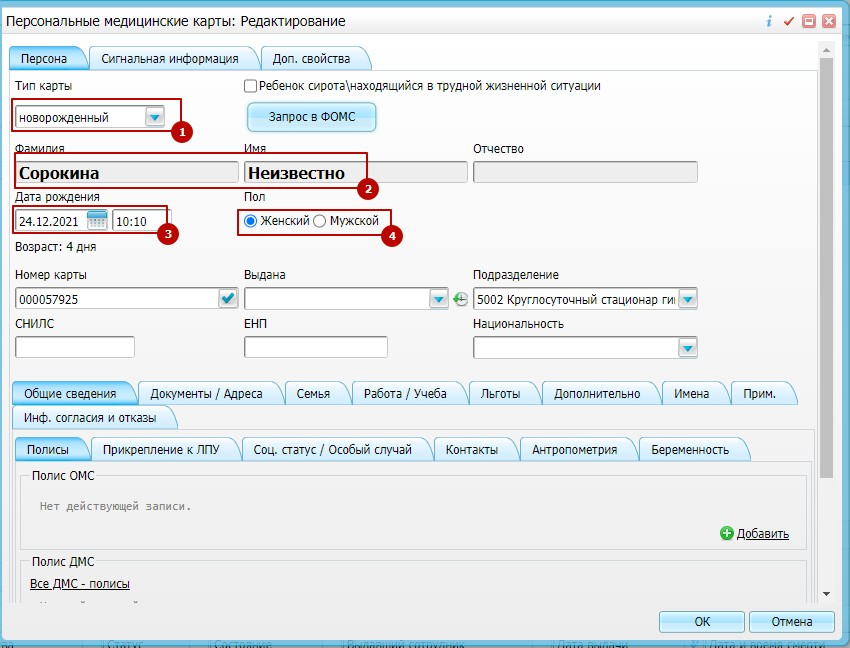 Персональные медицинские карты: Редактирование
Персона Сигнальная информация Доп. свойства
Тип карты Ребенок сирота\находящийся в трудной жизненной ситуации
новорожденный Запрос в ФОМС
1
Фамилия Имя Отчество
Сорокина Неизвестно
2
Дата рождения Пол
24.12.2021 10:10 Женский Мужской
3 4
Возраст: 4 дня
Номер карты Выдана Подразделение
000057925 5002 Круглосуточный стационар ги
СНИЛС ЕНП Национальность
Общие сведения Документы / Адреса Семья Работа / Учеба Льготы Дополнительно Имена Прим.
Инф. согласия и отказы
Полисы Прикрепление к ЛПУ Соц. статус / Особый случай Контакты Антропометрия Беременность
Полис ОМС
Нет действующей записи.
Добавить
Полис ДМС
Все ДМС - полисы
ОК Отмена